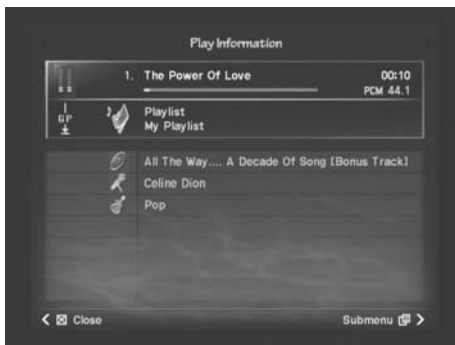 Play Information
1. The Power Of Love 00:10
PCM 44.1
GP
Playlist
My Playlist
All The Way.... A Decade Of Song [Bonus Track]
Celine Dion
Pop
Close Submenu